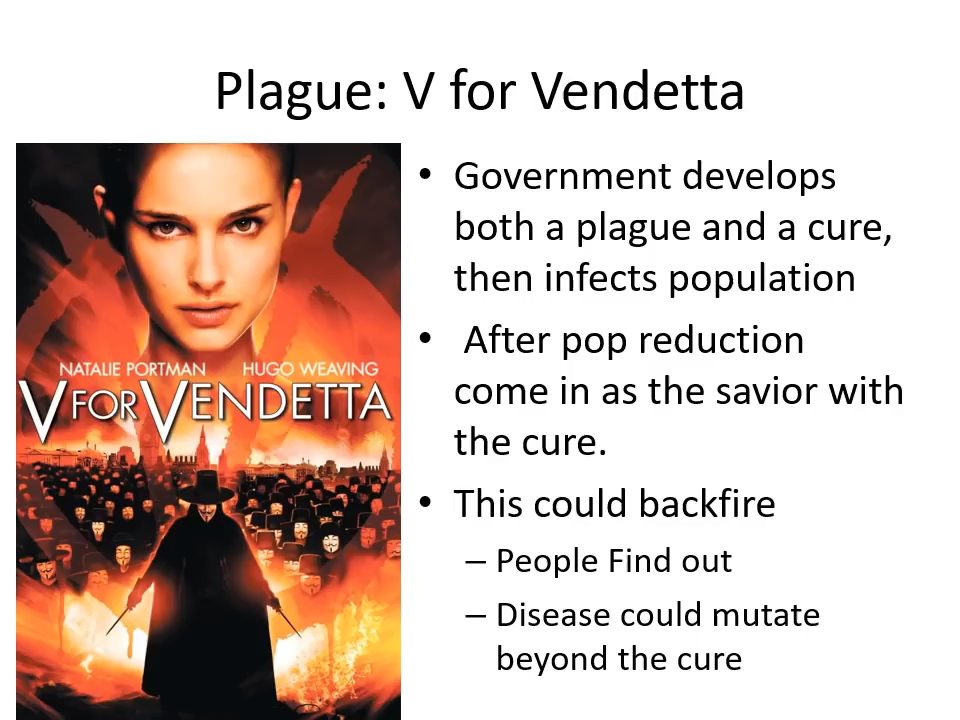 Plague: V for Vendetta
NATALIE PORTMAN HUGO WEAVING
V FOR VENDETTA
• Government develops
both a plague and a cure,
then infects population
• After pop reduction
come in as the savior with
the cure.
• This could backfire
– People Find out
– Disease could mutate
beyond the cure